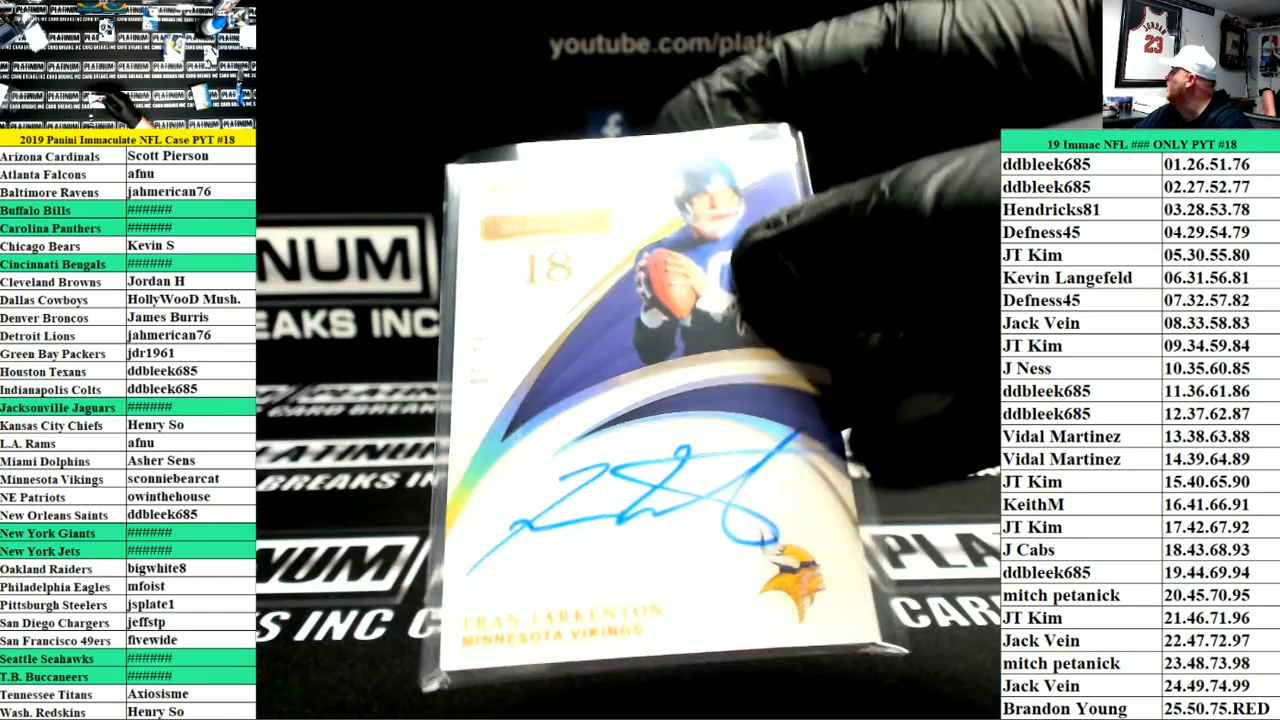 2019 Panini Immaculate NFL Case PYT #18
Arizona Cardinals Scott Pierson
Atlanta Falcons afnu
Baltimore Ravens jahmerican76
Buffalo Bills ######
Carolina Panthers ######
Chicago Bears Kevin S
Cincinnati Bengals ######
Cleveland Browns Jordan H
Dallas Cowboys HollyWooD Mush.
Denver Broncos James Burris
Detroit Lions jahmerican76
Green Bay Packers jdr1961
Houston Texans ddbleek685
Indianapolis Colts ddbleek685
Jacksonville Jaguars ######
Kansas City Chiefs Henry So
L.A. Rams afnu
Miami Dolphins Asher Sens
Minnesota Vikings sconniebearcat
NE Patriots owinthehouse
New Orleans Saints ddbleek685
New York Giants ######
New York Jets ######
Oakland Raiders bigwhite8
Philadelphia Eagles mfoist
Pittsburgh Steelers jsplate1
San Diego Chargers jeffstp
San Francisco 49ers fivewide
Seattle Seahawks ######
T.B. Buccaneers ######
Tennessee Titans Axiosisme
Wash. Redskins Henry So
youtube.com/pla
18
FRAN TARKENTON
MINNESOTA VIKINGS
NUM
EAKS INC
PLATINUM
BREAKS INC
NUM
S INC
PLA
CAR
JORDAN
23
19 Immac NFL ### ONLY PYT #18
ddbleek685 01.26.51.76
ddbleek685 02.27.52.77
Hendricks81 03.28.53.78
Defness45 04.29.54.79
JT Kim 05.30.55.80
Kevin Langefeld 06.31.56.81
Defness45 07.32.57.82
Jack Vein 08.33.58.83
JT Kim 09.34.59.84
J Ness 10.35.60.85
ddbleek685 11.36.61.86
ddbleek685 12.37.62.87
Vidal Martinez 13.38.63.88
Vidal Martinez 14.39.64.89
JT Kim 15.40.65.90
KeithM 16.41.66.91
JT Kim 17.42.67.92
J Cabs 18.43.68.93
ddbleek685 19.44.69.94
mitch petanick 20.45.70.95
JT Kim 21.46.71.96
Jack Vein 22.47.72.97
mitch petanick 23.48.73.98
Jack Vein 24.49.74.99
Brandon Young 25.50.75.RED